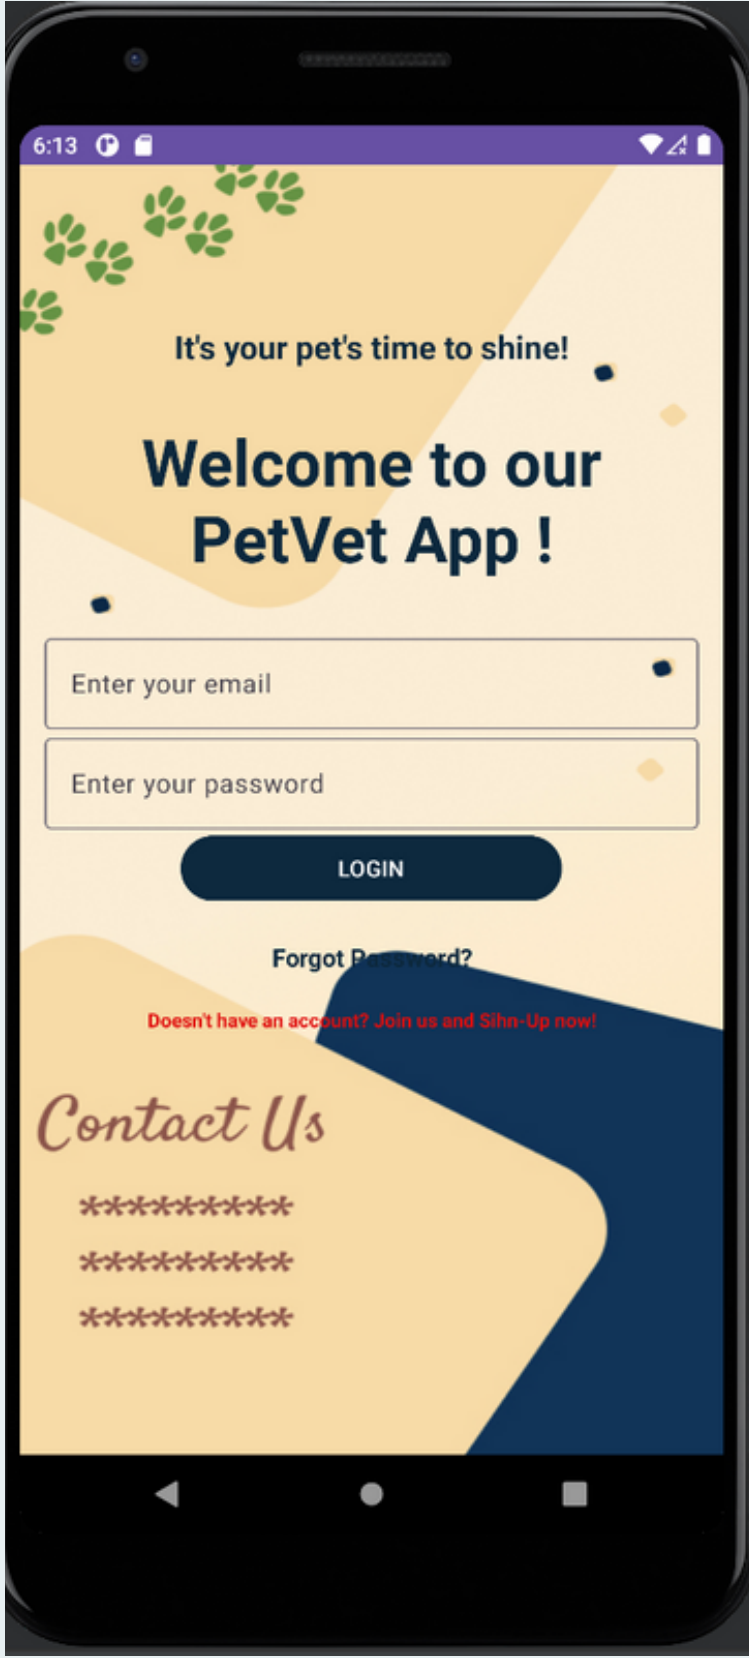 6:13
It's your pet's time to shine!
Welcome to our
PetVet App !
Enter your email
Enter your password
LOGIN
Forgot Password?
Doesn't have an account? Join us and Sihn-Up now!
Contact Us
*********
*********
*********